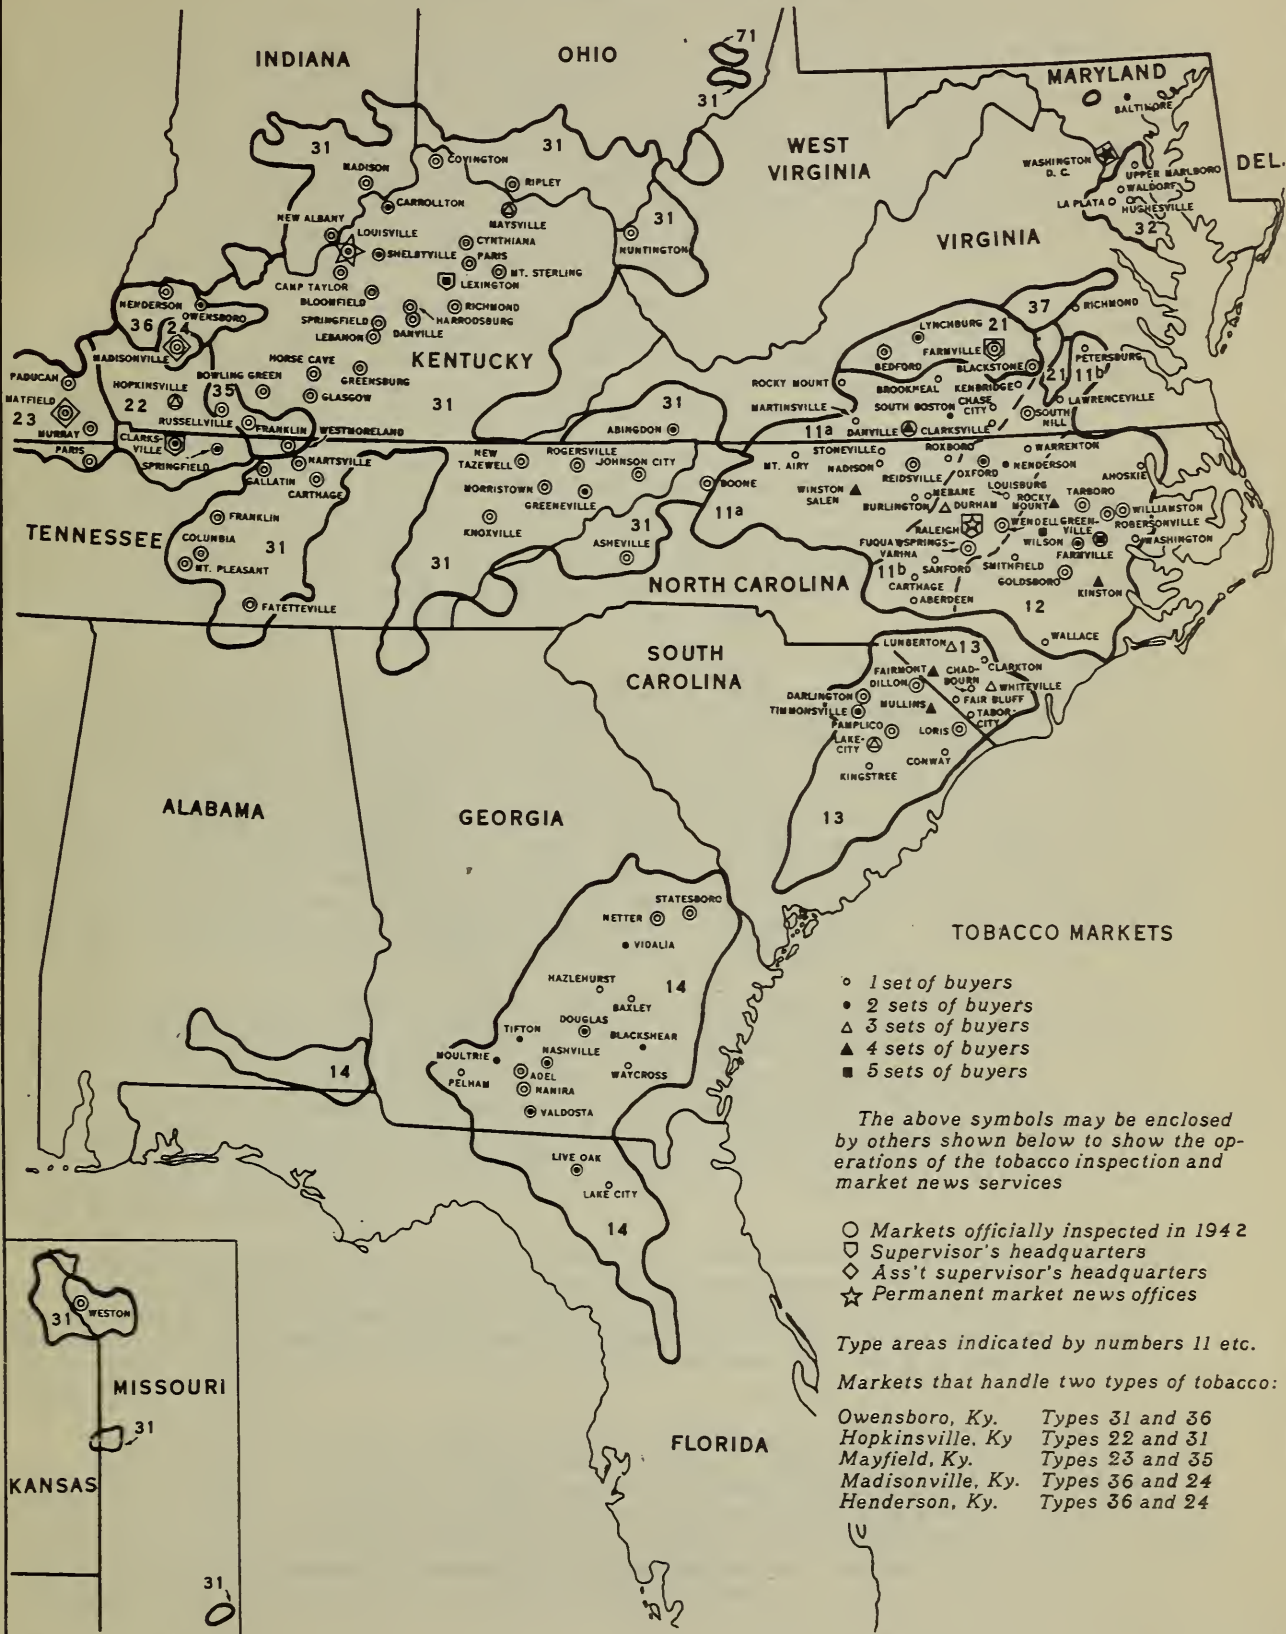 INDIANA
OHIO
71
31
MARYLAND
BALTIMORE
WEST
VIRGINIA
WASHINGTON
D. C.
DEL.
UPPER MARLBORO
WALDORF
LA PLATA
HUGHESVILLE
32
31
31
COVINGTON
MADISON
RIPLEY
CARROLLTON
MAYSVILLE
NEW ALBANY
LOUISVILLE
CYNTHIANA
SHELBYVILLE
PARIS
MT. STERLING
LEXINGTON
CAMP TAYLOR
BLOOMFIELD
RICHMOND
HARRODSBURG
SPRINGFIELD
DANVILLE
LEBANON
31
HUNTINGTON
VIRGINIA
HENDERSON
OWENSBORO
36
24
MADISONVILLE
HORSE CAVE
KENTUCKY
GREENSBURG
PADUCAH
HOPKINSVILLE
BOWLING GREEN
GLASGOW
31
MAYFIELD
22
35
23
RUSSELLVILLE
MURRAY
FRANKLIN
WESTMORELAND
CLARKS-
VILLE
PARIS
SPRINGFIELD
HARTSVILLE
GALLATIN
CARTHAGE
37
RICHMOND
LYNCHBURG
21
FARMVILLE
PETERSBURG
BEDFORD
BLACKSTONE
21
11b
ROCKY MOUNT
BROOKNEAL
KENBRIDGE
CHASE
CITY
LAWRENCEVILLE
MARTINSVILLE
SOUTH BOSTON
SOUTH
HILL
11a
DANVILLE
CLARKSVILLE
31
ABINGDON
NEW
TAZEWELL
ROGERSVILLE
JOHNSON CITY
MORRISTOWN
GREENEVILLE
BOONE
KNOXVILLE
11a
STONEVILLE
ROXBORO
WARRENTON
MT. AIRY
MADISON
REIDSVILLE
OXFORD
HENDERSON
AHOSKIE
WINSTON
SALEM
LOUISBURG
MEBANE
ROCKY
MOUNT
TARBORO
BURLINGTON
DURHAM
WILLIAMSTON
RALEIGH
WENDELL
GREEN-
VILLE
ROBERSONVILLE
FUQUAY SPRINGS-
VARINA
WILSON
WASHINGTON
FARMVILLE
11b
SANFORD
SMITHFIELD
CARTHAGE
GOLDSBORO
KINSTON
ABERDEEN
12
WALLACE
NORTH CAROLINA
TENNESSEE
FRANKLIN
COLUMBIA
31
MT. PLEASANT
FAYETTEVILLE
31
31
ASHEVILLE
SOUTH
CAROLINA
LUMBERTON
13
FAIRMONT
CHAD-
BOURN
CLARKTON
DILLON
WHITEVILLE
DARLINGTON
FAIR BLUFF
TIMMONSVILLE
MULLINS
TABOR-
CITY
PAMPLICO
LORIS
LAKE-
CITY
CONWAY
KINGSTREE
13
ALABAMA
GEORGIA
STATESBORO
METTER
VIDALIA
HAZLEHURST
14
BAXLEY
DOUGLAS
TIFTON
BLACKSHEAR
MOULTRIE
NASHVILLE
ADEL
WAYCROSS
PELHAM
HAHIRA
VALDOSTA
14
LIVE OAK
LAKE CITY
14
FLORIDA
31
WESTON
MISSOURI
31
KANSAS
31
TOBACCO MARKETS
1 set of buyers
2 sets of buyers
3 sets of buyers
4 sets of buyers
5 sets of buyers
The above symbols may be enclosed
by others shown below to show the op-
erations of the tobacco inspection and
market news services
Markets officially inspected in 1942
Supervisor's headquarters
Ass't supervisor's headquarters
Permanent market news offices
Type areas indicated by numbers 11 etc.
Markets that handle two types of tobacco:
Owensboro, Ky. Types 31 and 36
Hopkinsville, Ky Types 22 and 31
Mayfield, Ky. Types 23 and 35
Madisonville, Ky. Types 36 and 24
Henderson, Ky. Types 36 and 24